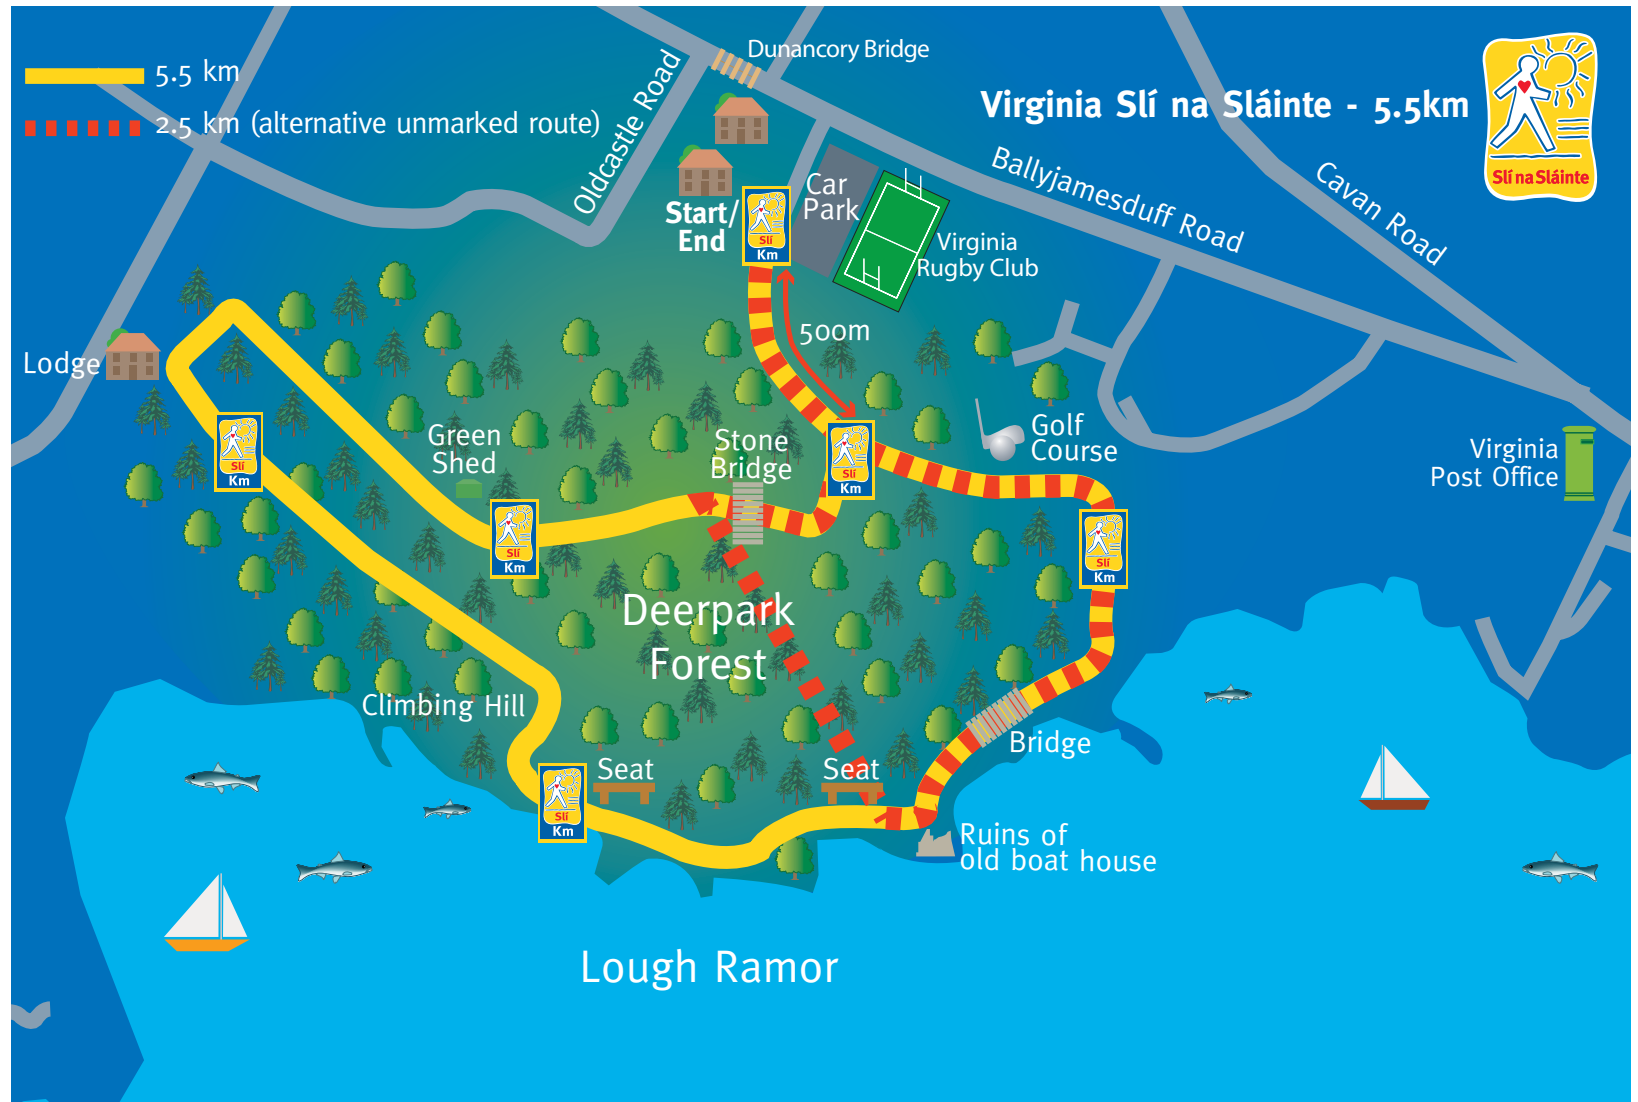 5.5 km
2.5 km (alternative unmarked route)
Oldcastle Road
Dunancory Bridge
Virginia Slí na Sláinte - 5.5km
Slí na Sláinte
Ballyjamesduff Road
Cavan Road
Start/
End
Slí
Km
Car
Park
Virginia
Rugby Club
500m
Lodge
Slí
Km
Green
Shed
Slí
Km
Stone
Bridge
Slí
Km
Golf
Course
Virginia
Post Office
Slí
Km
Deerpark
Forest
Climbing Hill
Slí
Km
Seat
Seat
Bridge
Ruins of
old boat house
Lough Ramor